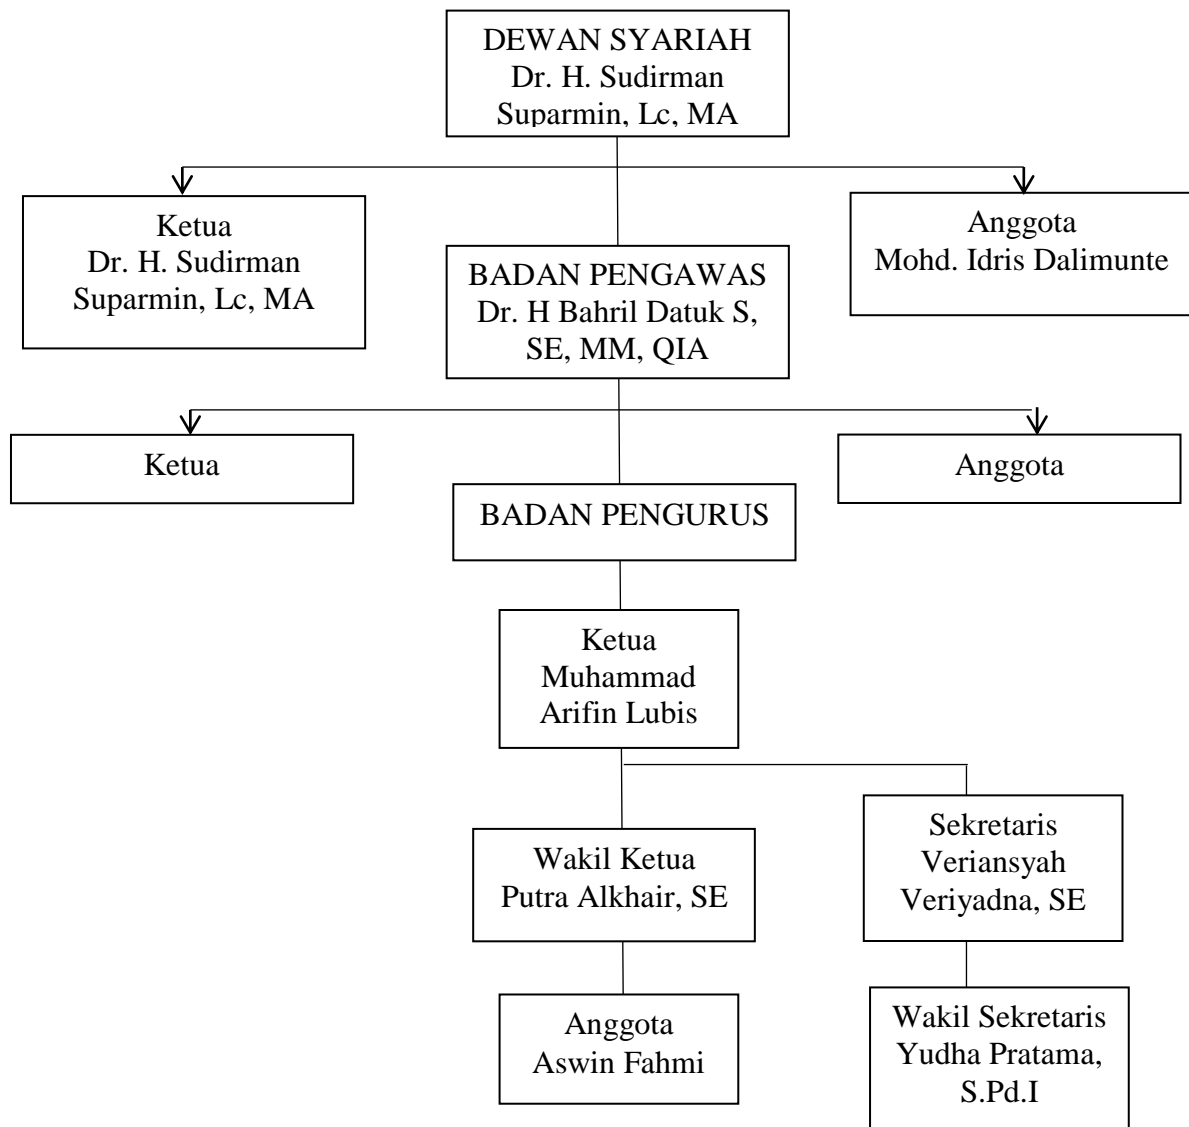 DEWAN SYARIAH
Dr. H. Sudirman
Suparmin, Lc, MA
Ketua
Dr. H. Sudirman
Suparmin, Lc, MA
Anggota
Mohd. Idris Dalimunte
BADAN PENGAWAS
Dr. H Bahril Datuk S,
SE, MM, QIA
Ketua
Anggota
BADAN PENGURUS
Ketua
Muhammad
Arifin Lubis
Wakil Ketua
Putra Alkhair, SE
Sekretaris
Veriansyah
Veriyadna, SE
Anggota
Aswin Fahmi
Wakil Sekretaris
Yudha Pratama,
S.Pd.I